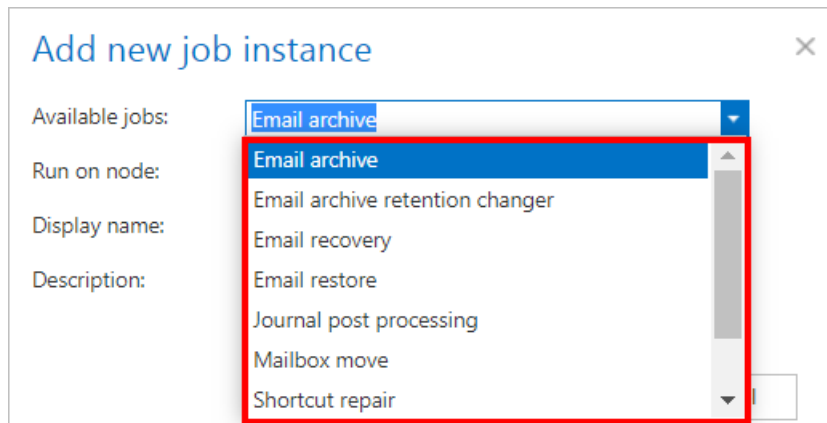 Add new job instance
Available jobs:
Email archive
Email archive
Run on node:
Email archive retention changer
Display name:
Email recovery
Description:
Email restore
Journal post processing
Mailbox move
Shortcut repair